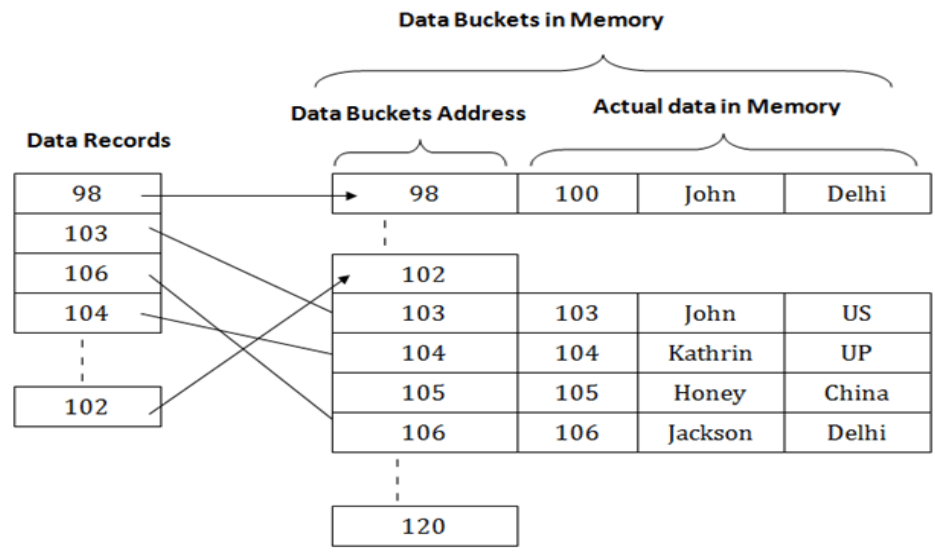 Data Buckets in Memory
Data Buckets Address
Actual data in Memory
Data Records
98
98 100 John Delhi
103
106
104
102
102
103 103 John US
104 104 Kathrin UP
105 105 Honey China
106 106 Jackson Delhi
120